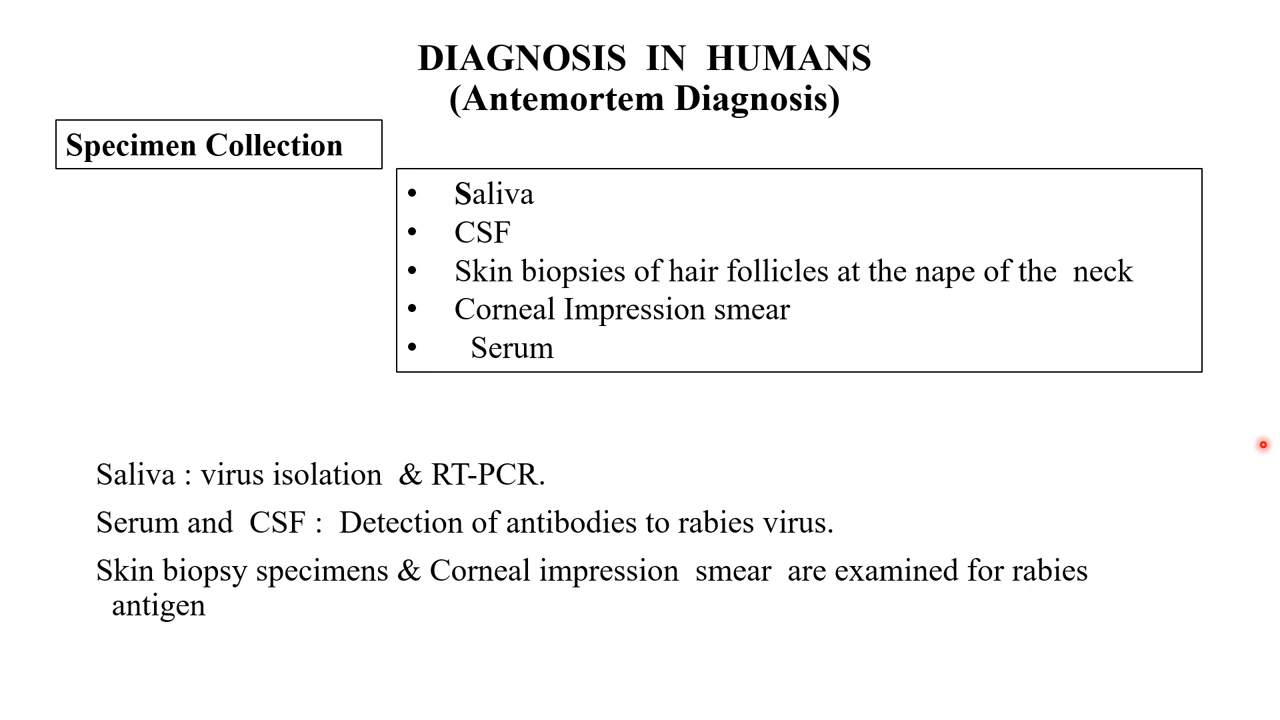 DIAGNOSIS IN HUMANS
(Antemortem Diagnosis)
Specimen Collection
• Saliva
• CSF
• Skin biopsies of hair follicles at the nape of the neck
• Corneal Impression smear
• Serum
Saliva : virus isolation & RT-PCR.
Serum and CSF : Detection of antibodies to rabies virus.
Skin biopsy specimens & Corneal impression smear are examined for rabies
antigen